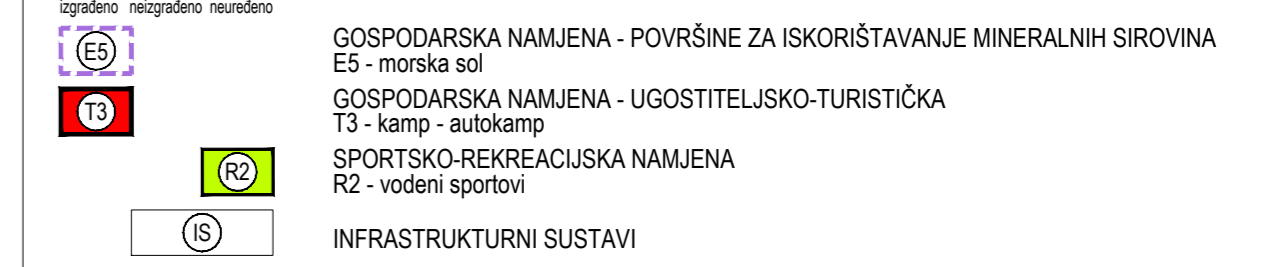 izgrađeno neizgrađeno neuređeno
E5 GOSPODARSKA NAMJENA - POVRŠINE ZA ISKORIŠTAVANJE MINERALNIH SIROVINA
E5 - morska sol
T3 GOSPODARSKA NAMJENA - UGOSTITELJSKO-TURISTIČKA
T3 - kamp - autokamp
R2 SPORTSKO-REKREACIJSKA NAMJENA
R2 - vodeni sportovi
IS INFRASTRUKTURNI SUSTAVI